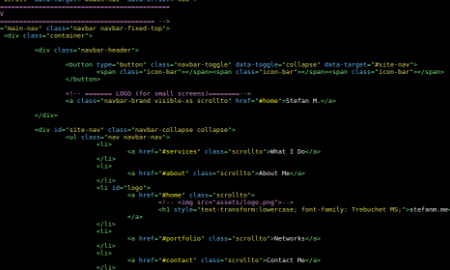 =============================================
V
========================================= -->
="main-nav" class="navbar navbar-fixed-top">
<div class="container">
<div class="navbar-header">
<button type="button" class="navbar-toggle" data-toggle="collapse" data-target="#site-nav">
<span class="icon-bar"></span><span class="icon-bar"></span><span class="icon-bar"></span>
</button>
<!-- ======= LOGO (for small screens)========-->
<a class="navbar-brand visible-xs scrollto" href="#home">Stefan M.</a>
</div>
<div id="site-nav" class="navbar-collapse collapse">
<ul class="nav navbar-nav">
<li>
<a href="#services" class="scrollto">What I Do</a>
</li>
<li>
<a href="#about" class="scrollto">About Me</a>
</li>
<li id="logo">
<a href="#home" class="scrollto">
<!-- <img src="assets/logo.png">-->
<h1 style="text-transform:lowercase; font-family: Trebuchet MS;">stefanm.me
</a>
</li>
<li>
<a href="#portfolio" class="scrollto">Networks</a>
</li>
<li>
<a href="#contact" class="scrollto">Contact Me</a>
</li>